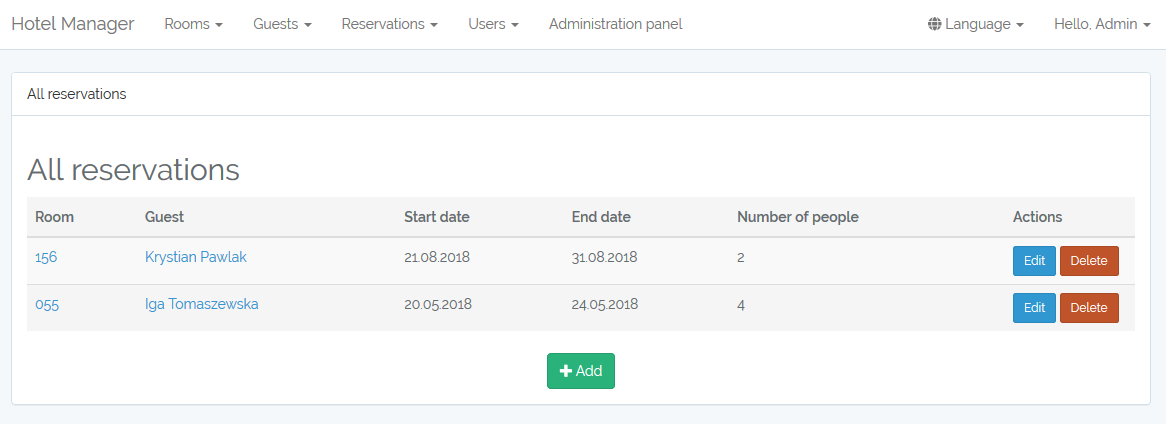 Hotel Manager Rooms Guests Reservations Users Administration panel Language Hello, Admin
All reservations
All reservations
Room Guest Start date End date Number of people Actions
156 Krystian Pawlak 21.08.2018 31.08.2018 2 Edit Delete
055 Iga Tomaszewska 20.05.2018 24.05.2018 4 Edit Delete
Add